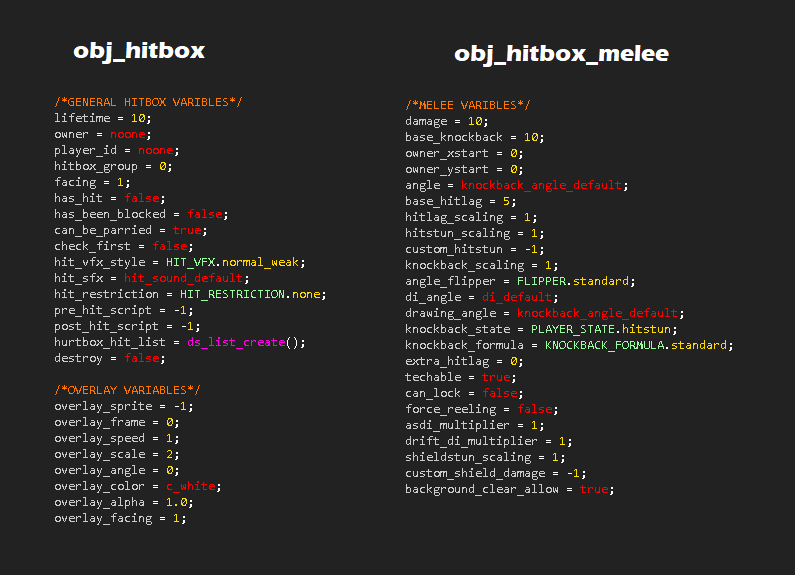 obj_hitbox
/*GENERAL HITBOX VARIBLES*/
lifetime = 10;
owner = noone;
player_id = noone;
hitbox_group = 0;
facing = 1;
has_hit = false;
has_been_blocked = false;
can_be_parried = true;
check_first = false;
hit_vfx_style = HIT_VFX.normal_weak;
hit_sfx = hit_sound_default;
hit_restriction = HIT_RESTRICTION.none;
pre_hit_script = -1;
post_hit_script = -1;
hurtbox_hit_list = ds_list_create();
destroy = false;
/*OVERLAY VARIABLES*/
overlay_sprite = -1;
overlay_frame = 0;
overlay_speed = 1;
overlay_scale = 2;
overlay_angle = 0;
overlay_color = c_white;
overlay_alpha = 1.0;
overlay_facing = 1;
obj_hitbox_melee
/*MELEE VARIBLES*/
damage = 10;
base_knockback = 10;
owner_xstart = 0;
owner_ystart = 0;
angle = knockback_angle_default;
base_hitlag = 5;
hitlag_scaling = 1;
hitstun_scaling = 1;
custom_hitstun = -1;
knockback_scaling = 1;
angle_flipper = FLIPPER.standard;
di_angle = di_default;
drawing_angle = knockback_angle_default;
knockback_state = PLAYER_STATE.hitstun;
knockback_formula = KNOCKBACK_FORMULA.standard;
extra_hitlag = 0;
techable = true;
can_lock = false;
force_reeling = false;
asdi_multiplier = 1;
drift_di_multiplier = 1;
shieldstun_scaling = 1;
custom_shield_damage = -1;
background_clear_allow = true;